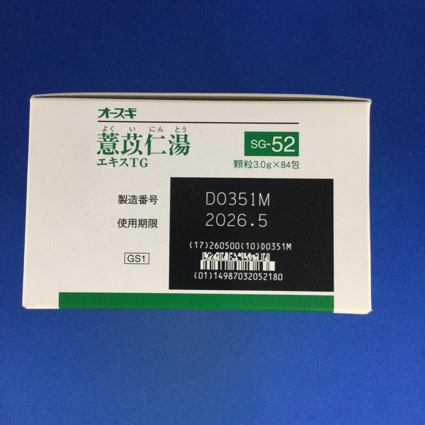 オースギ
よくいにんとう
薏苡仁湯
エキスTG
SG-52
顆粒3.0g×84包
製造番号 D0351M
使用期限 2026.5
(17)260500(10)D0351M
(01)14987032052180
GS1